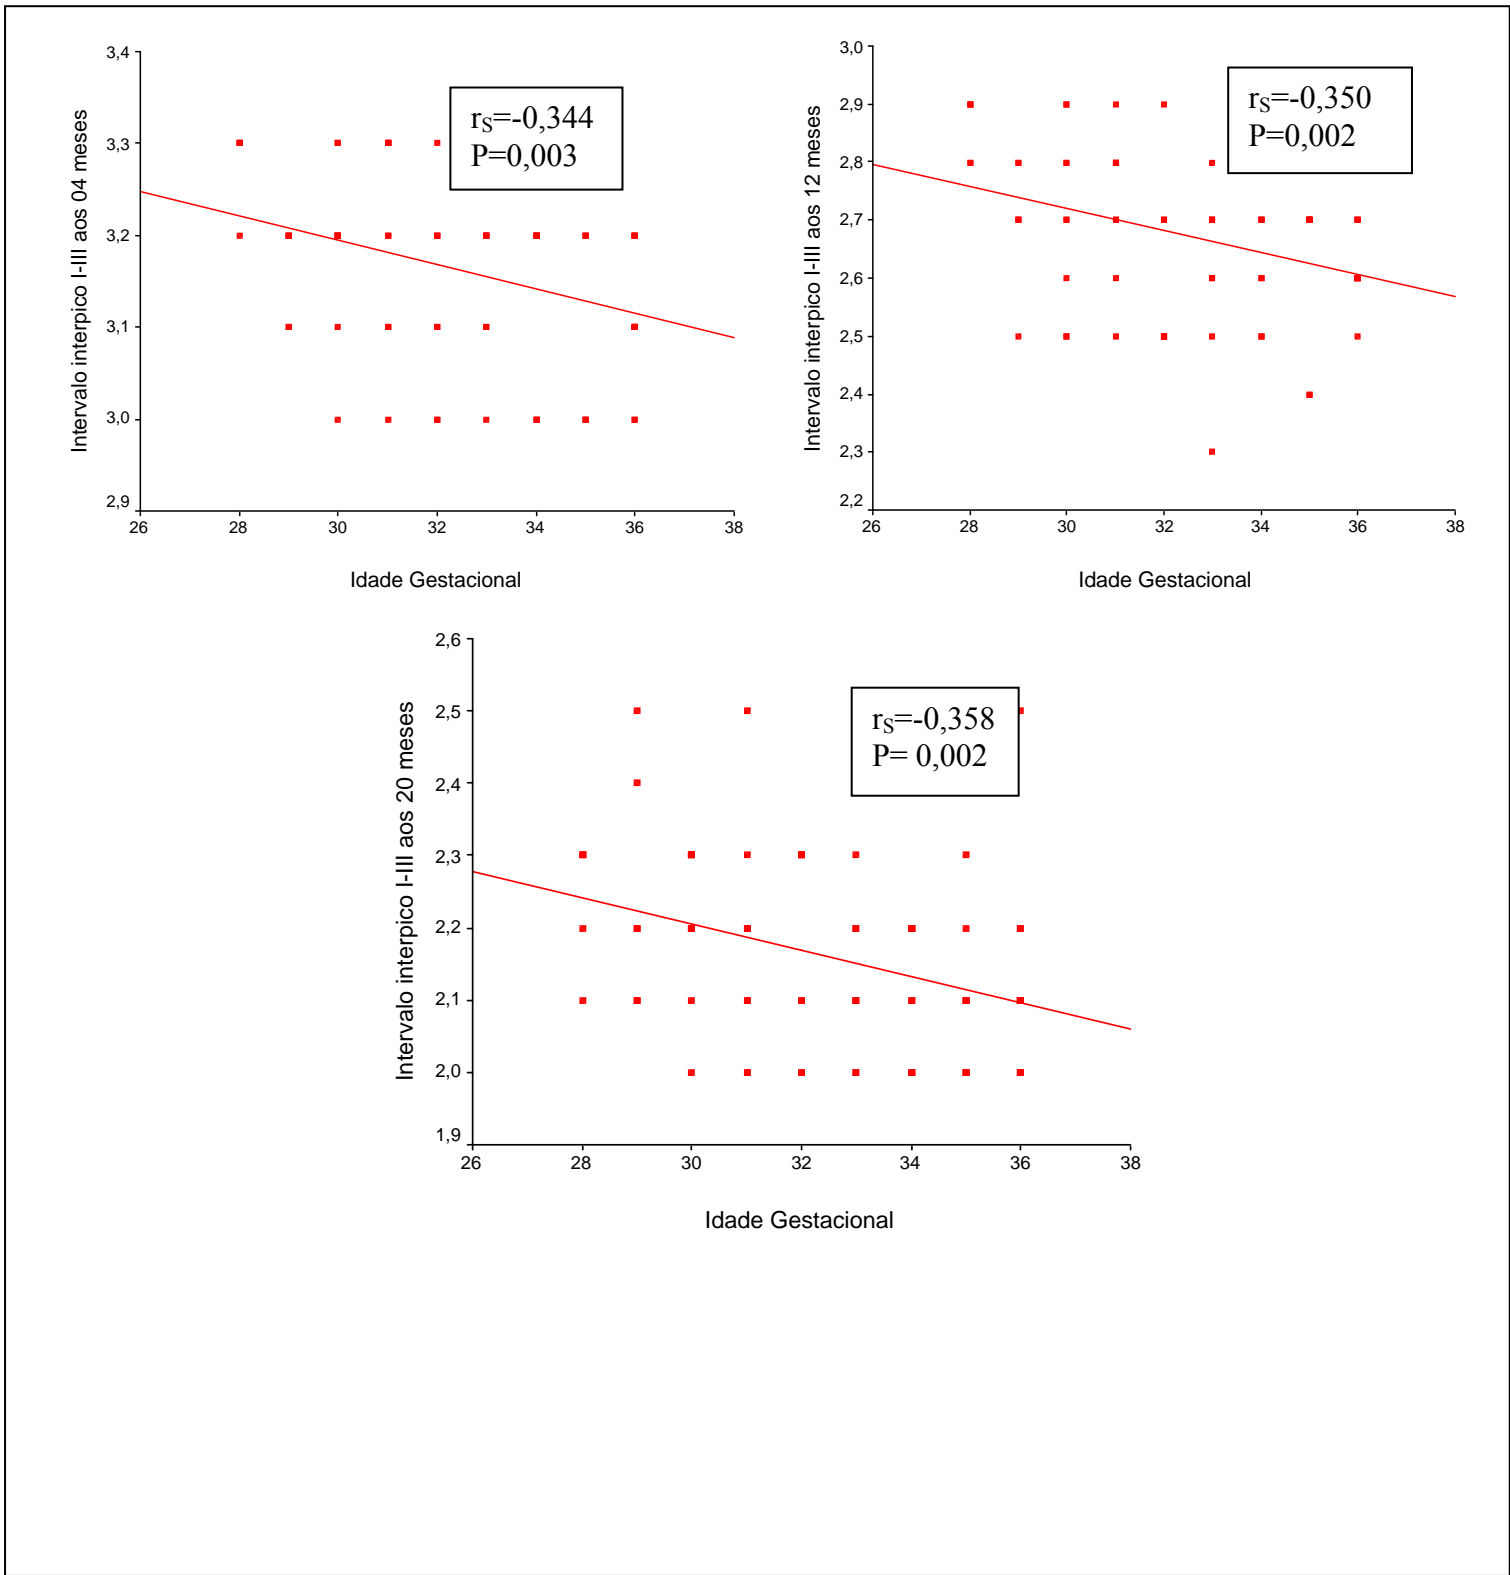 Intervalo interpico I-III aos 04 meses
3,4
3,3
3,2
3,1
3,0
2,9
26 28 30 32 34 36 38
Idade Gestacional
rS=-0,344
P=0,003
Intervalo interpico I-III aos 12 meses
3,0
2,9
2,8
2,7
2,6
2,5
2,4
2,3
2,2
26 28 30 32 34 36 38
Idade Gestacional
rS=-0,350
P=0,002
Intervalo interpico I-III aos 20 meses
2,6
2,5
2,4
2,3
2,2
2,1
2,0
1,9
26 28 30 32 34 36 38
Idade Gestacional
rS=-0,358
P= 0,002